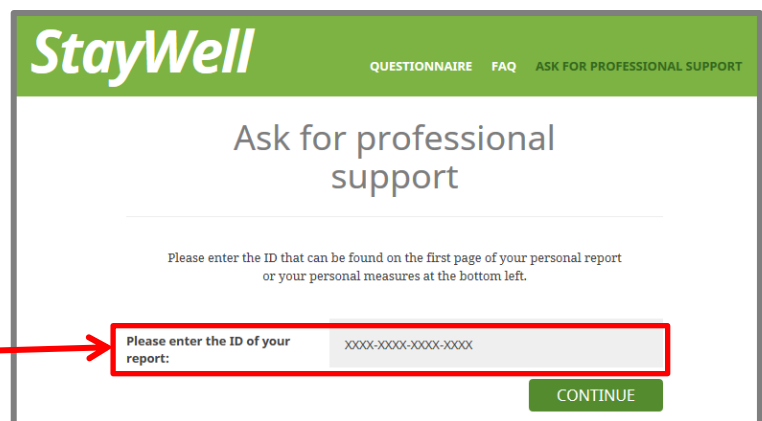 StayWell
QUESTIONNAIRE FAQ ASK FOR PROFESSIONAL SUPPORT
Ask for professional
support
Please enter the ID that can be found on the first page of your personal report
or your personal measures at the bottom left.
Please enter the ID of your
report:
XXXX-XXXX-XXXX-XXXX
CONTINUE